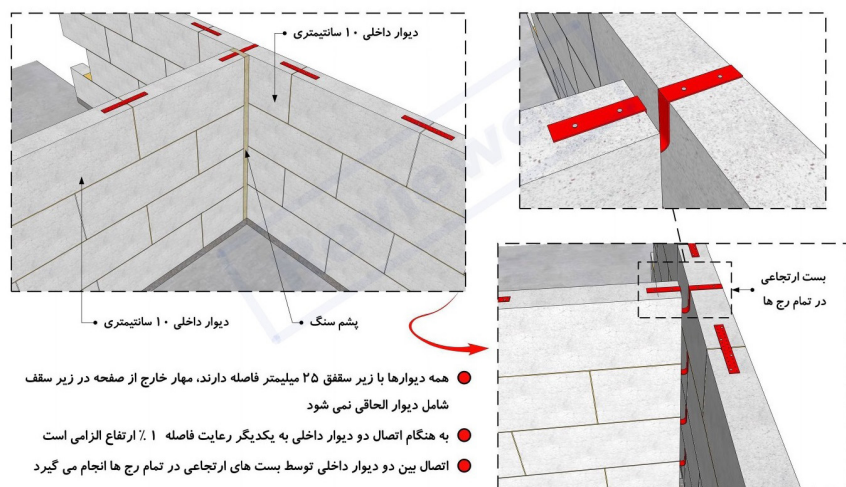 دیوار داخلی ۱۰ سانتیمتری
بست ارتجاعی
در تمام رج ها
دیوار داخلی ۱۰ سانتیمتری
پشم سنگ
همه دیوارها با زیر سققق ۲۵ میلیمتر فاصله دارند، مهار خارج از صفحه در زیر سقف
شامل دیوار الحاقی نمی شود
به هنگام اتصال دو دیوار داخلی به یکدیگر رعایت فاصله ۱ ٪ ارتفاع الزامی است
اتصال بین دو دیوار داخلی توسط بست های ارتجاعی در تمام رج ها انجام می گیرد